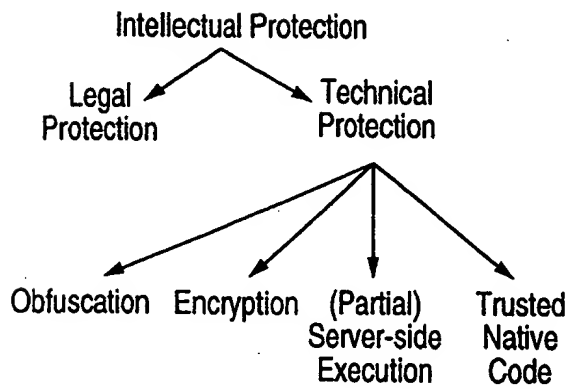 Intellectual Protection
Legal
Protection
Technical
Protection
Obfuscation
Encryption
(Partial)
Server-side
Execution
Trusted
Native
Code